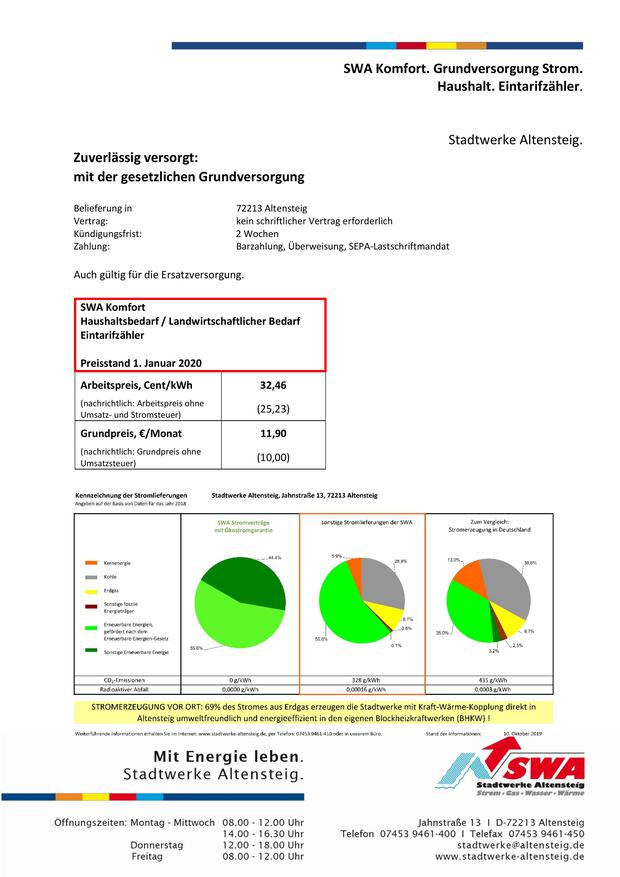 SWA Komfort. Grundversorgung Strom.
Haushalt. Eintarifzähler.
Stadtwerke Altensteig.
Zuverlässig versorgt:
mit der gesetzlichen Grundversorgung
Belieferung in 72213 Altensteig
Vertrag: kein schriftlicher Vertrag erforderlich
Kündigungsfrist: 2 Wochen
Zahlung: Barzahlung, Überweisung, SEPA-Lastschriftmandat
Auch gültig für die Ersatzversorgung.
SWA Komfort
Haushaltsbedarf / Landwirtschaftlicher Bedarf
Eintarifzähler
Preisstand 1. Januar 2020
Arbeitspreis, Cent/kWh 32,46
(nachrichtlich: Arbeitspreis ohne
Umsatz- und Stromsteuer) (25,23)
Grundpreis, €/Monat 11,90
(nachrichtlich: Grundpreis ohne
Umsatzsteuer) (10,00)
Kennzeichnung der Stromlieferungen Stadtwerke Altensteig, Jahnstraße 13, 72213 Altensteig
Angaben auf der Basis von Daten für das Jahr 2018
SWA Stromverträge
mit Ökostromgarantie
sonstige Stromlieferungen der SWA
Zum Vergleich:
Stromerzeugung in Deutschland
Kernenergie
Kohle
Erdgas
Sonstige fossile
Energieträger
Erneuerbare Energien,
gefördert nach dem
Erneuerbare-Energien-Gesetz
Sonstige Erneuerbare Energie
44,4%
55,6%
5,9%
28,8%
8,7%
0,6%
0,1%
55,8%
13,0%
38,8%
8,7%
2,5%
3,2%
CO₂-Emissionen 0 g/kWh 328 g/kWh 435 g/kWh
Radioaktiver Abfall 0,0000 g/kWh 0,00016 g/kWh 0,0003 g/kWh
STROMERZEUGUNG VOR ORT: 69% des Stromes aus Erdgas erzeugen die Stadtwerke mit Kraft-Wärme-Kopplung direkt in
Altensteig umweltfreundlich und energieeffizient in den eigenen Blockheizkraftwerken (BHKW) !
Weiterführende Informationen erhalten Sie im Internet: www.stadtwerke-altensteig.de, per Telefon: 07453 9461-410 oder in unserem Büro. Stand der Informationen: 10. Oktober 2019
Mit Energie leben.
Stadtwerke Altensteig.
SWA
Stadtwerke Altensteig
Strom - Gas - Wasser - Wärme
Öffnungszeiten: Montag - Mittwoch 08.00 - 12.00 Uhr
14.00 - 16.30 Uhr
Donnerstag 12.00 - 18.00 Uhr
Freitag 08.00 - 12.00 Uhr
Jahnstraße 13 I D-72213 Altensteig
Telefon 07453 9461-400 I Telefax 07453 9461-450
stadtwerke@altensteig.de
www.stadtwerke-altensteig.de